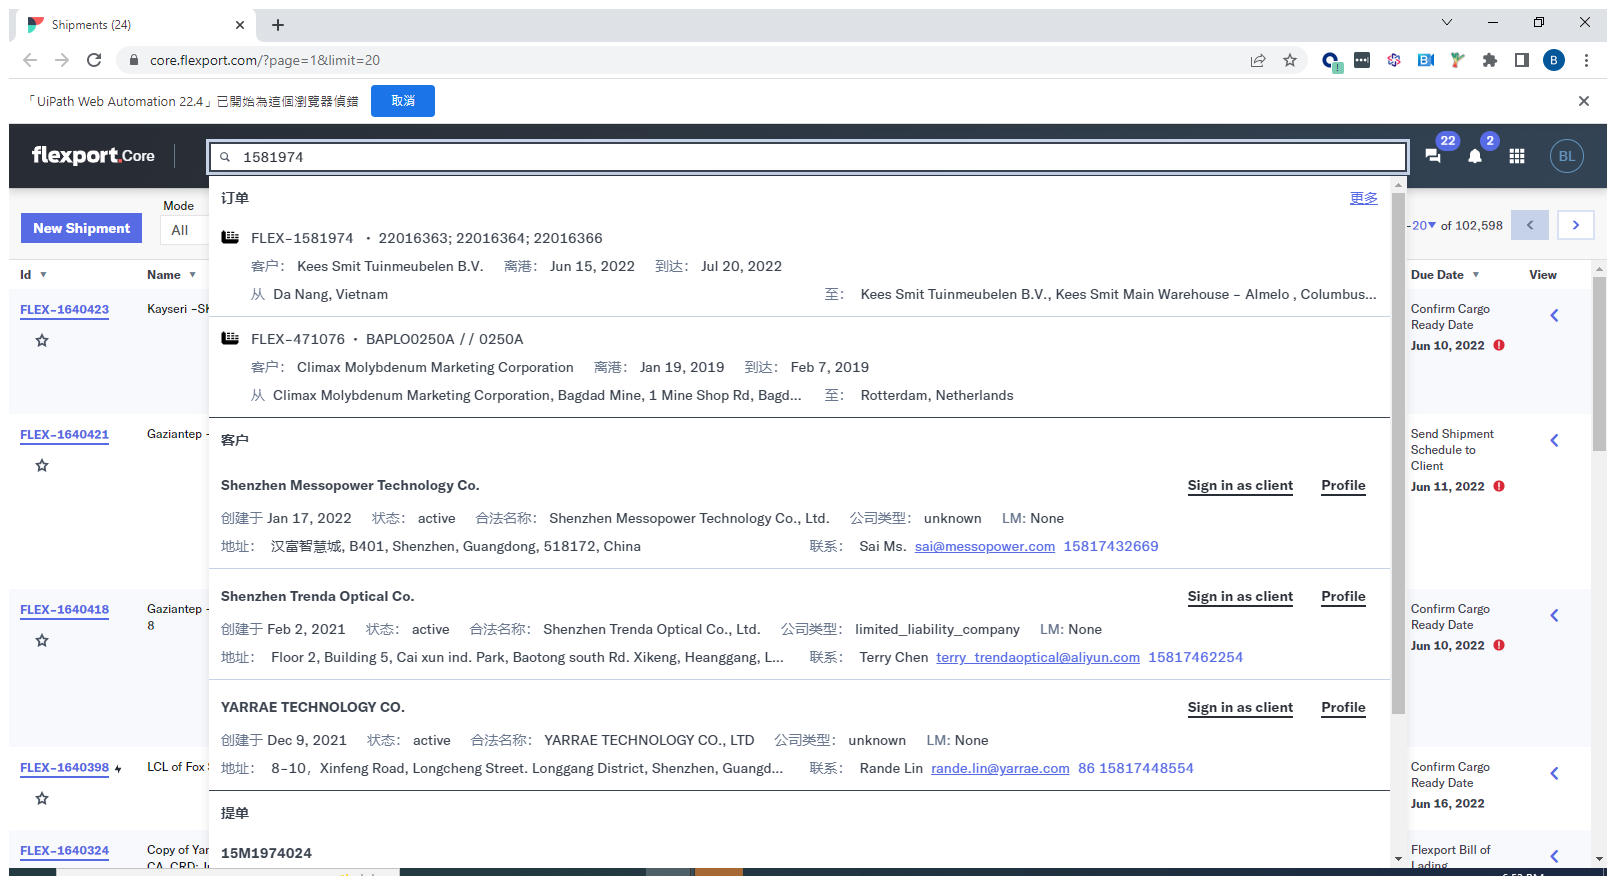 Shipments (24)
core.flexport.com/?page=1&limit=20
B
「UiPath Web Automation 22.4」已開始為這個瀏覽器偵錯
取消
flexport.Core
1581974
22
2
BL
New Shipment
Mode
All
-20 of 102,598
Id
Name
Due Date
View
订单
更多
FLEX-1581974 • 22016363; 22016364; 22016366
客户： Kees Smit Tuinmeubelen B.V. 离港： Jun 15, 2022 到达： Jul 20, 2022
从 Da Nang, Vietnam 至： Kees Smit Tuinmeubelen B.V., Kees Smit Main Warehouse - Almelo , Columbus...
FLEX-471076 • BAPLO0250A // 0250A
客户： Climax Molybdenum Marketing Corporation 离港： Jan 19, 2019 到达： Feb 7, 2019
从 Climax Molybdenum Marketing Corporation, Bagdad Mine, 1 Mine Shop Rd, Bagd... 至： Rotterdam, Netherlands
客户
Shenzhen Messopower Technology Co. Sign in as client Profile
创建于 Jan 17, 2022 状态： active 合法名称： Shenzhen Messopower Technology Co., Ltd. 公司类型： unknown LM: None
地址： 汉富智慧城, B401, Shenzhen, Guangdong, 518172, China 联系： Sai Ms. sai@messopower.com 15817432669
Shenzhen Trenda Optical Co. Sign in as client Profile
创建于 Feb 2, 2021 状态： active 合法名称： Shenzhen Trenda Optical Co., Ltd. 公司类型： limited_liability_company LM: None
地址： Floor 2, Building 5, Cai xun ind. Park, Baotong south Rd. Xikeng, Heanggang, L... 联系： Terry Chen terry_trendaoptical@aliyun.com 15817462254
YARRAE TECHNOLOGY CO. Sign in as client Profile
创建于 Dec 9, 2021 状态： active 合法名称： YARRAE TECHNOLOGY CO., LTD 公司类型： unknown LM: None
地址： 8-10，Xinfeng Road, Longcheng Street. Longgang District, Shenzhen, Guangd... 联系： Rande Lin rande.lin@yarrae.com 86 15817448554
提单
15M1974024
FLEX-1640423
Kayseri -Sh
Confirm Cargo
Ready Date
Jun 10, 2022
FLEX-1640421
Gaziantep -
Send Shipment
Schedule to
Client
Jun 11, 2022
FLEX-1640418
Gaziantep -
8
Confirm Cargo
Ready Date
Jun 10, 2022
FLEX-1640398
LCL of Fox
Confirm Cargo
Ready Date
Jun 16, 2022
FLEX-1640324
Copy of Yar
CA, CRD:
Flexport Bill of
Lading